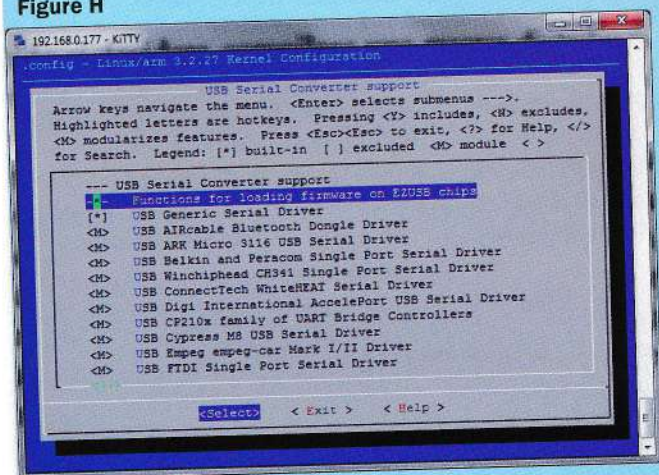 Figure H
192.168.0.177 - KiTTY
.config - Linux/arm 3.2.27 Kernel Configuration
USB Serial Converter support
Arrow keys navigate the menu. <Enter> selects submenus --->.
Highlighted letters are hotkeys. Pressing <Y> includes, <N> excludes,
<M> modularizes features. Press <Esc><Esc> to exit, <?> for Help, </>
for Search. Legend: [*] built-in [ ] excluded <M> module < >
--- USB Serial Converter support
-*- Functions for loading firmware on EZUSB chips
[*] USB Generic Serial Driver
<M> USB AIRcable Bluetooth Dongle Driver
<M> USB ARK Micro 3116 USB Serial Driver
<M> USB Belkin and Peracom Single Port Serial Driver
<M> USB Winchiphead CH341 Single Port Serial Driver
<M> USB ConnectTech WhiteHEAT Serial Driver
<M> USB Digi International AccelePort USB Serial Driver
<M> USB CP210x family of UART Bridge Controllers
<M> USB Cypress M8 USB Serial Driver
<M> USB Empeg empeg-car Mark I/II Driver
<M> USB FTDI Single Port Serial Driver
<Select> < Exit > < Help >